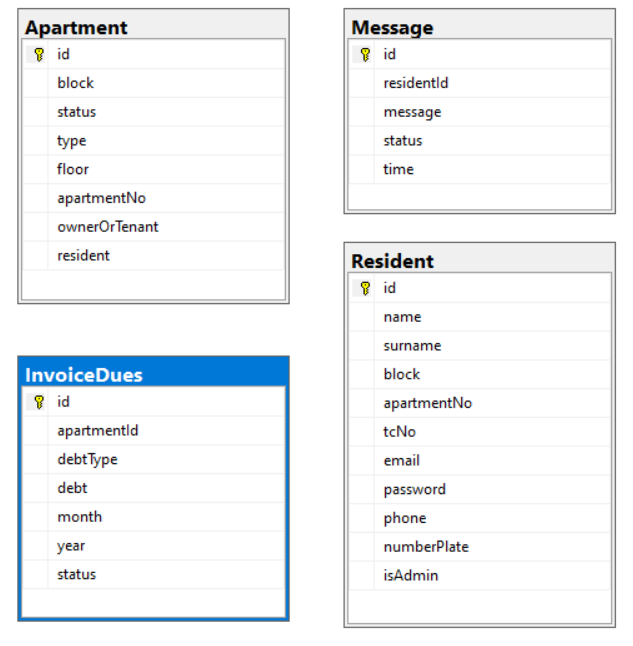 Apartment
id
block
status
type
floor
apartmentNo
ownerOrTenant
resident
Message
id
residentId
message
status
time
InvoiceDues
id
apartmentId
debtType
debt
month
year
status
Resident
id
name
surname
block
apartmentNo
tcNo
email
password
phone
numberPlate
isAdmin